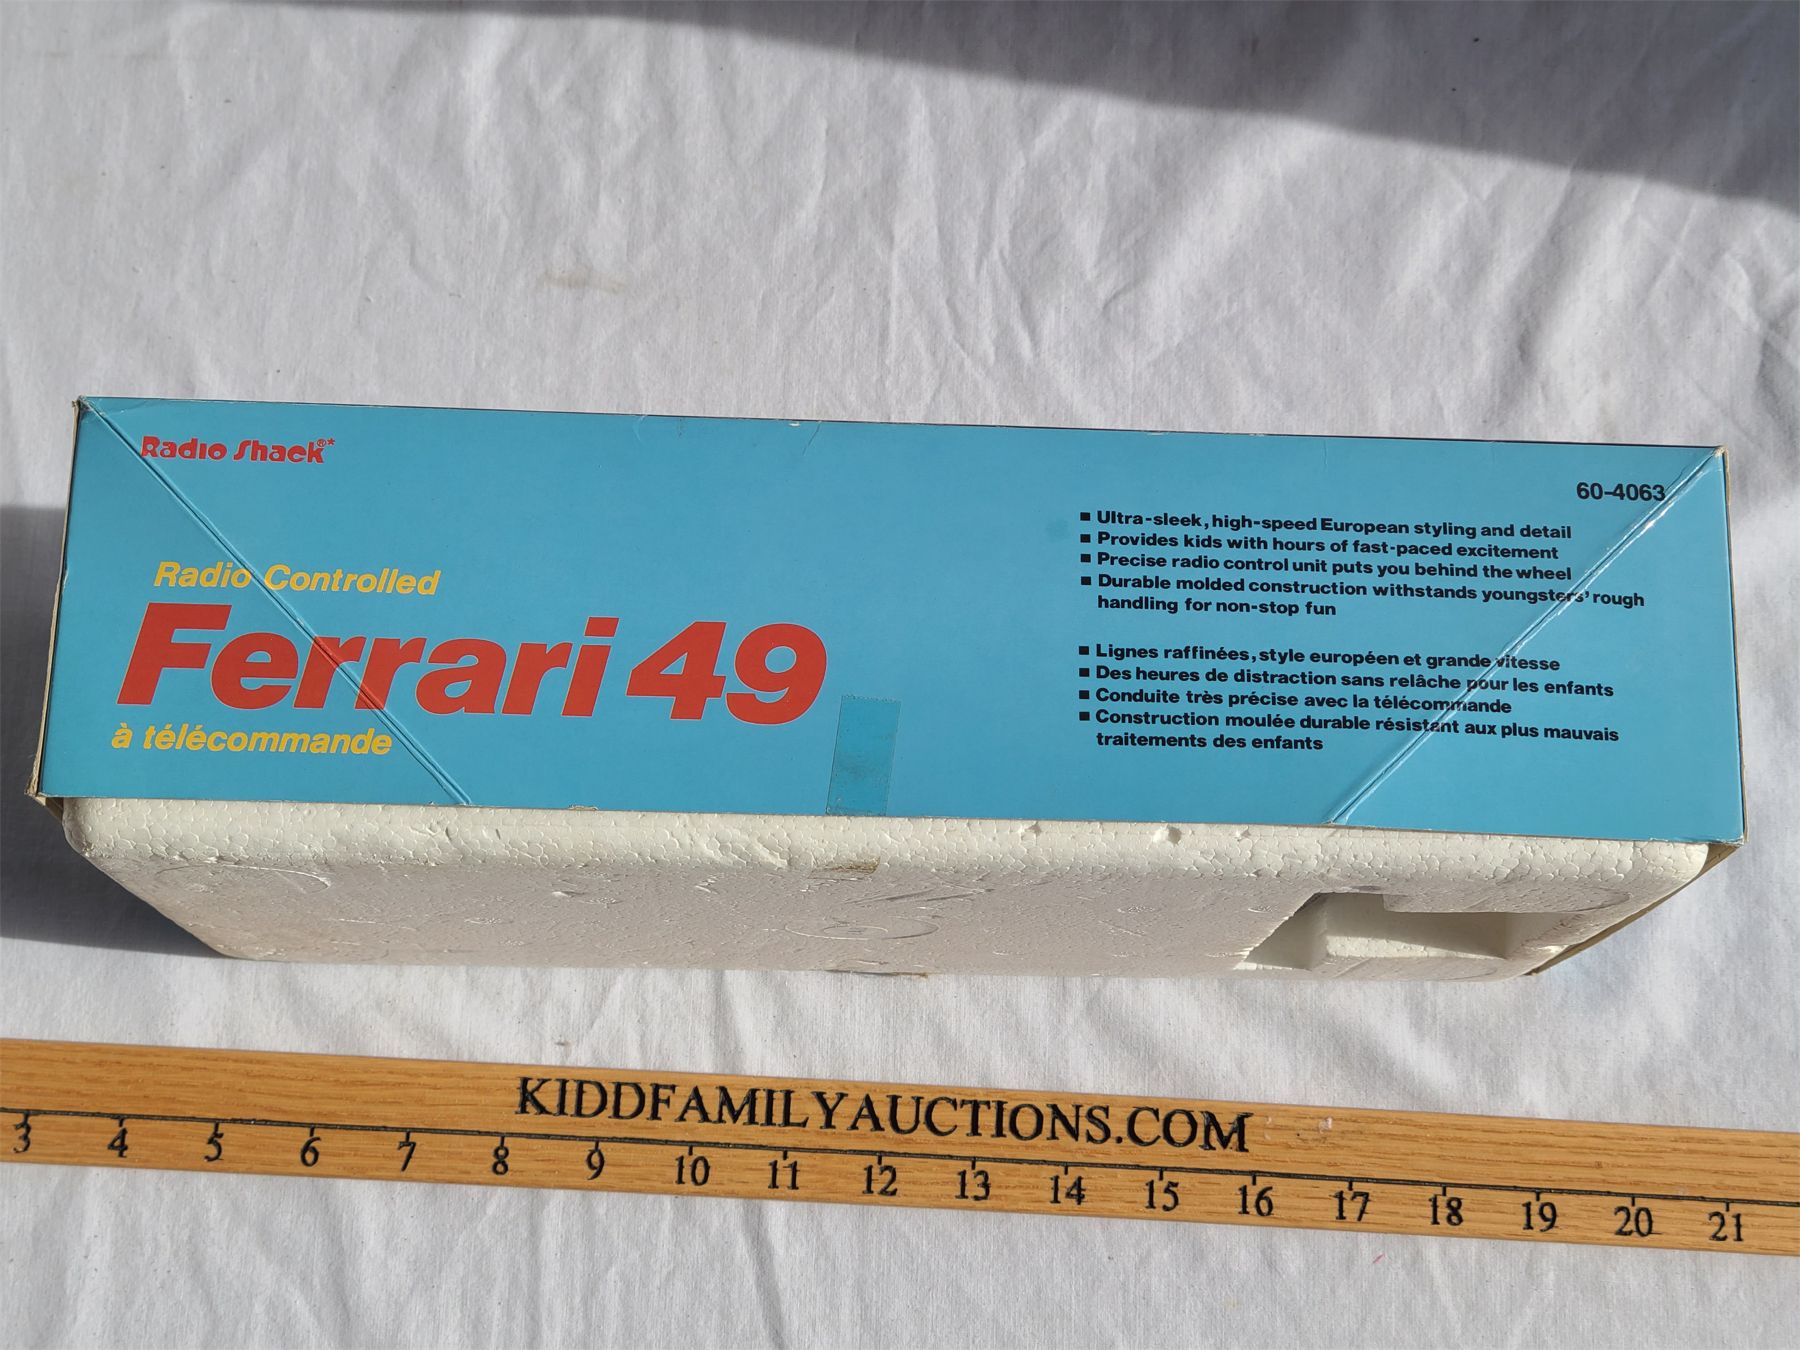 Radio Shack®*
60-4063
Radio Controlled
Ferrari 49
à télécommande
▪ Ultra-sleek, high-speed European styling and detail
▪ Provides kids with hours of fast-paced excitement
▪ Precise radio control unit puts you behind the wheel
▪ Durable molded construction withstands youngsters' rough
handling for non-stop fun
▪ Lignes raffinées, style européen et grande vitesse
▪ Des heures de distraction sans relâche pour les enfants
▪ Conduite très précise avec la télécommande
▪ Construction moulée durable résistant aux plus mauvais
traitements des enfants
KIDDFAMILYAUCTIONS.COM
3 4 5 6 7 8 9 10 11 12 13 14 15 16 17 18 19 20 21